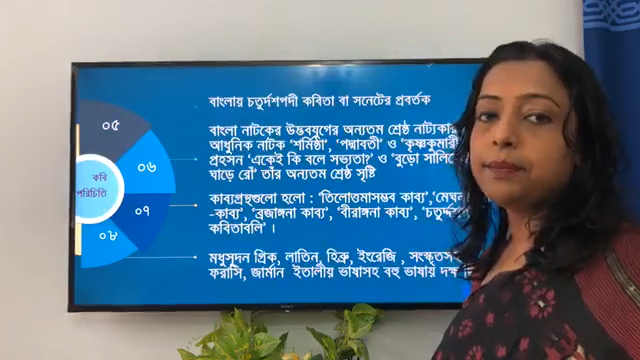 বাংলায় চতুর্দশপদী কবিতা বা সনেটের প্রবর্তক
০৫
বাংলা নাটকের উদ্ভবযুগের অন্যতম শ্রেষ্ঠ নাট্যকার
আধুনিক নাটক ‘শর্মিষ্ঠা’, ‘পদ্মাবতী’ ও ‘কৃষ্ণকুমারী
প্রহসন ‘একেই কি বলে সভ্যতা’ ও ‘বুড়ো সালি
ঘাড়ে রোঁ’ তাঁর অন্যতম শ্রেষ্ঠ সৃষ্টি
০৬
কবি
পরিচিতি
কাব্যগ্রন্থগুলো হলো : ‘তিলোত্তমাসম্ভব কাব্য’,‘মেঘন
-কাব্য’, ‘ব্রজাঙ্গনা কাব্য’, ‘বীরাঙ্গনা কাব্য’, ‘চতুর্দ্দ
কবিতাবলি’ ।
০৭
০৮
মধুসূদন গ্রিক, লাতিন, হিব্রু, ইংরেজি , সংস্কৃত
ফরাসি, জার্মান ইতালীয় ভাষাসহ বহু ভাষায় দক্ষ